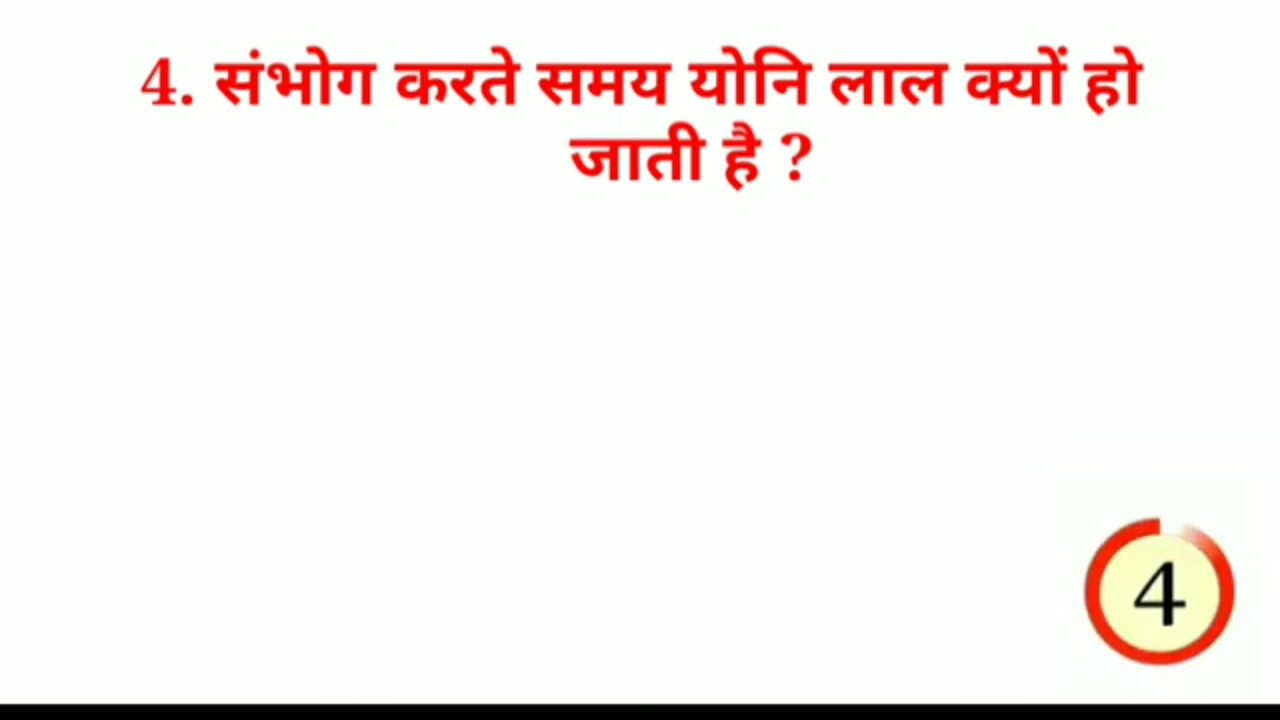 4. संभोग करते समय योनि लाल क्यों हो
जाती है ?
4